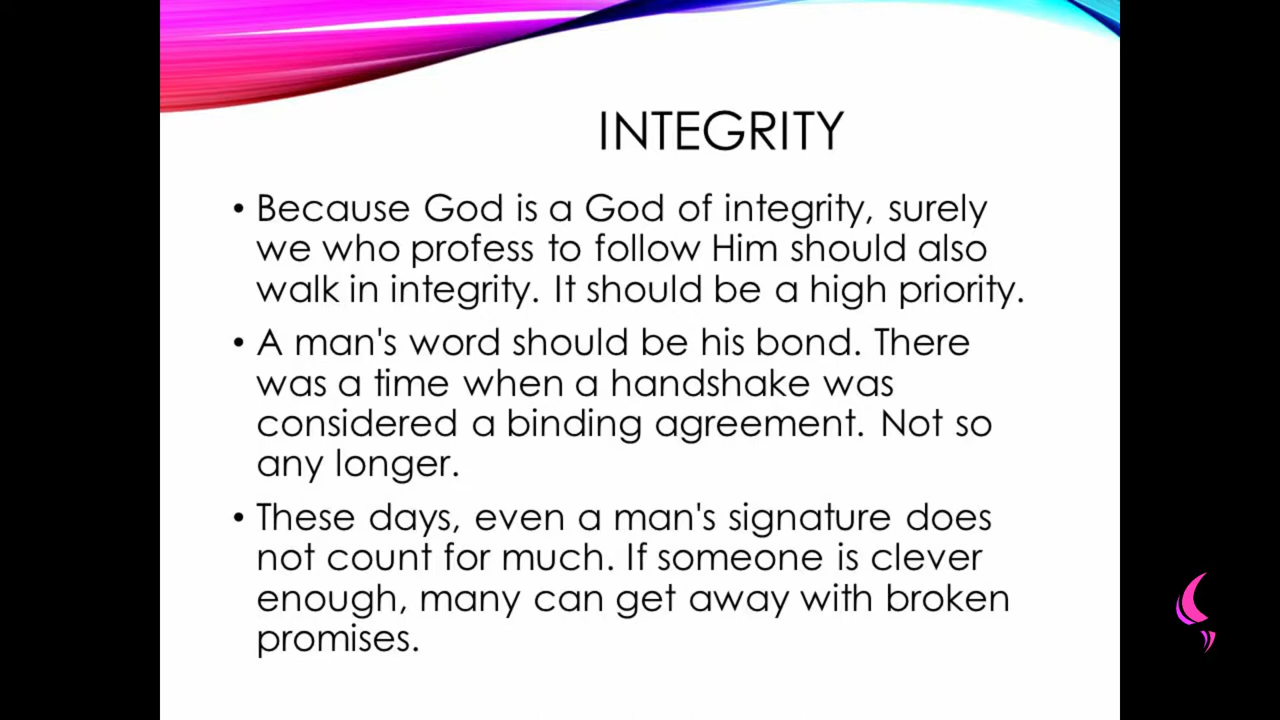 INTEGRITY
• Because God is a God of integrity, surely
we who profess to follow Him should also
walk in integrity. It should be a high priority.
• A man's word should be his bond. There
was a time when a handshake was
considered a binding agreement. Not so
any longer.
• These days, even a man's signature does
not count for much. If someone is clever
enough, many can get away with broken
promises.